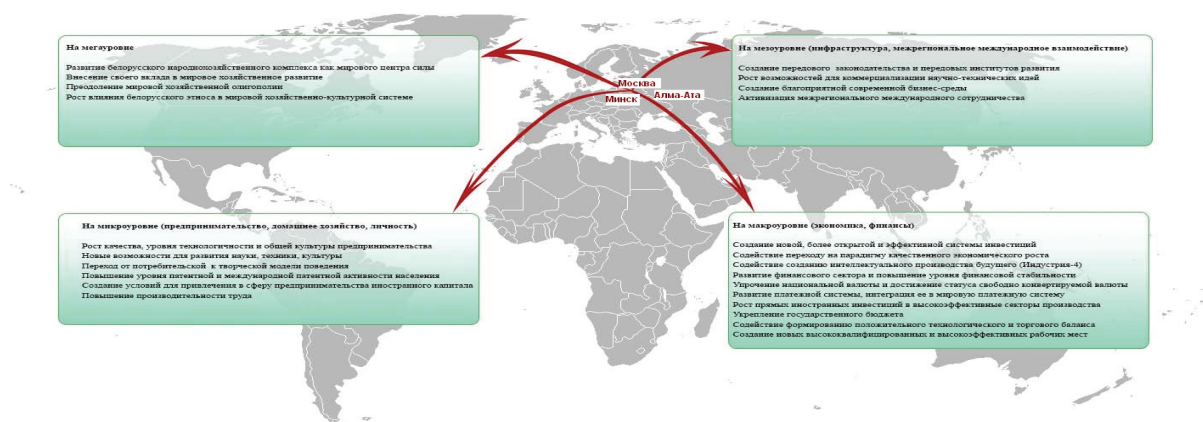 На мегауровне
Развитие белорусского народнохозяйственного комплекса как мирового центра силы
Внесение своего вклада в мировое хозяйственное развитие
Преодоление мировой хозяйственной олигополии
Рост влияния белорусского этноса в мировой хозяйственно-культурной системе
На мезоуровне (инфраструктура, межрегиональное международное взаимодействие)
Создание передового законодательства и передовых институтов развития
Рост возможностей для коммерциализации научно-технических идей
Создание благоприятной современной бизнес-среды
Активизация межрегионального международного сотрудничества
Москва
Алма-Ата
Минск
На микроуровне (предпринимательство, домашнее хозяйство, личность)
Рост качества, уровня технологичности и общей культуры предпринимательства
Новые возможности для развития науки, техники, культуры
Переход от потребительской к творческой модели поведения
Повышение уровня патентной и международной патентной активности населения
Создание условий для привлечения в сферу предпринимательства иностранного капитала
Повышение производительности труда
На макроуровне (экономика, финансы)
Создание новой, более открытой и эффективной системы инвестиций
Содействие переходу на парадигму качественного экономического роста
Содействие созданию интеллектуального производства будущего (Индустрия-4)
Развитие финансового сектора и повышение уровня финансовой стабильности
Упрочение национальной валюты и достижение статуса свободно конвертируемой валюты
Развитие платежной системы, интеграция ее в мировую платежную систему
Рост прямых иностранных инвестиций в высокоэффективные секторы производства
Укрепление государственного бюджета
Содействие формированию положительного технологического и торгового баланса
Создание новых высококвалифицированных и высокоэффективных рабочих мест